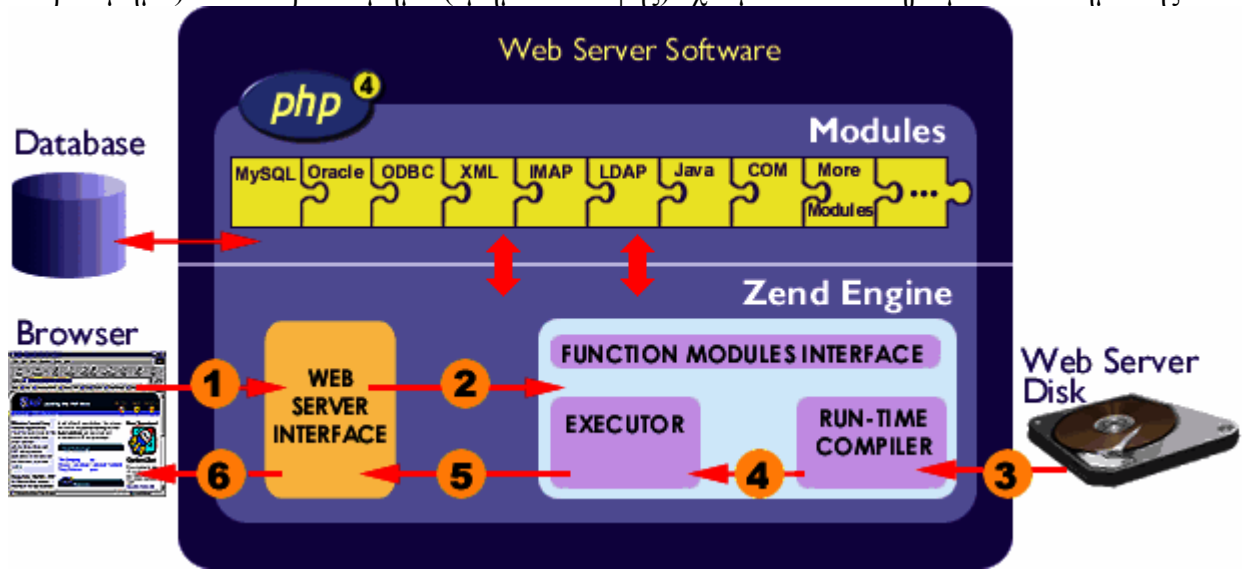 Web Server Software
php 4
Modules
Database
MySQL Oracle ODBC XML IMAP LDAP Java COM More Modules ...
Zend Engine
Browser
FUNCTION MODULES INTERFACE
Web Server
Disk
1
WEB
SERVER
INTERFACE
2
EXECUTOR
RUN-TIME
COMPILER
6
5
4
3